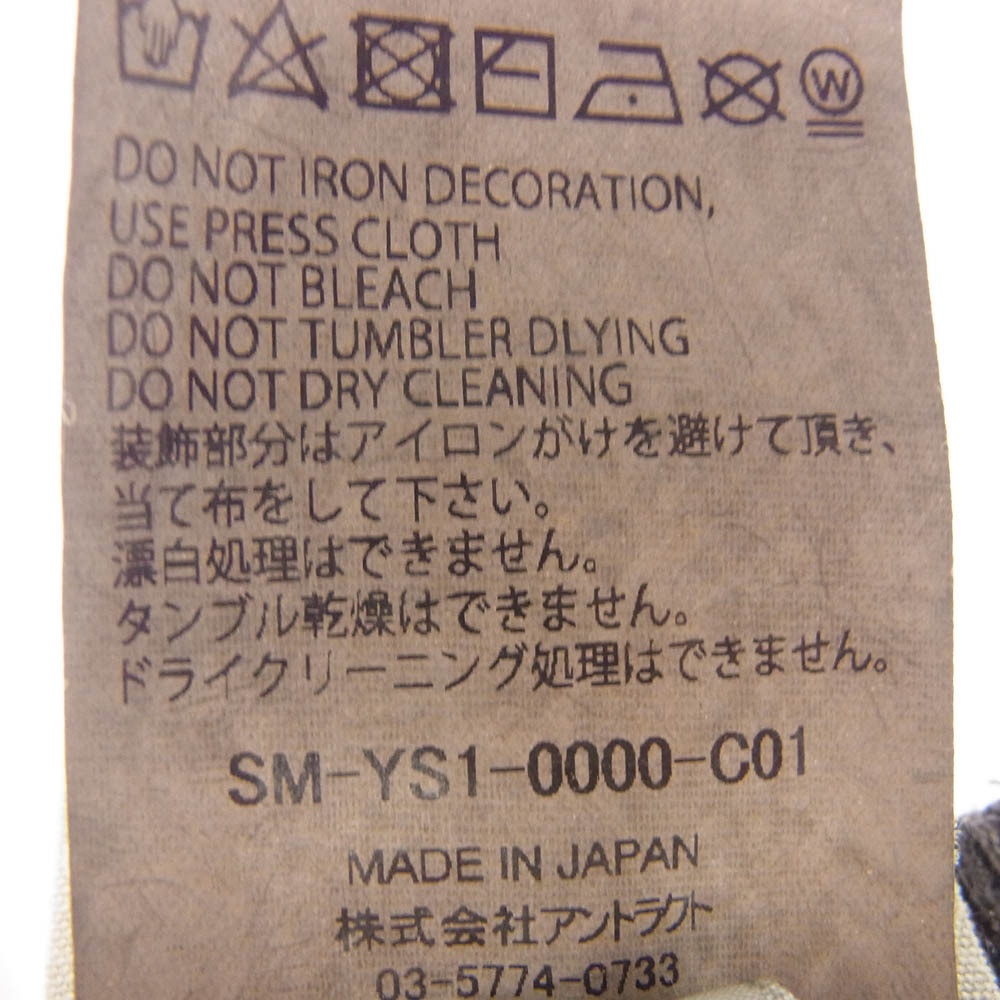 W
DO NOT IRON DECORATION,
USE PRESS CLOTH
DO NOT BLEACH
DO NOT TUMBLER DLYING
DO NOT DRY CLEANING
装飾部分はアイロンがけを避けて頂き、
当て布をして下さい。
漂白処理はできません。
タンブル乾燥はできません。
ドライクリーニング処理はできません。
SM-YS1-0000-C01
MADE IN JAPAN
株式会社アントラクト
03-5774-0733